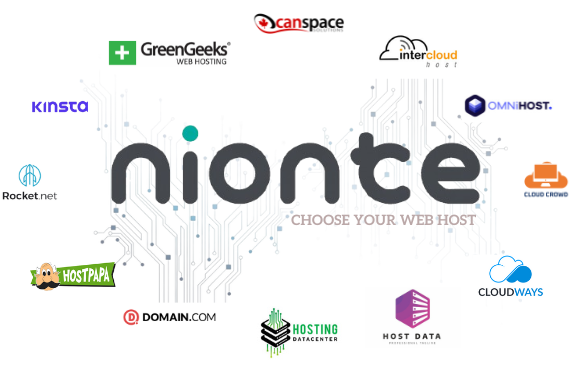 canspace
SOLUTIONS
GreenGeeks®
WEB HOSTING
intercloud
host
KINSTA
OMNIHOST.
nionte
Rocket.net
CLOUD CROWD
CHOOSE YOUR WEB HOST
HOSTPAPA
CLOUDWAYS
DOMAIN.COM
HOSTING
DATACENTER
HOST DATA